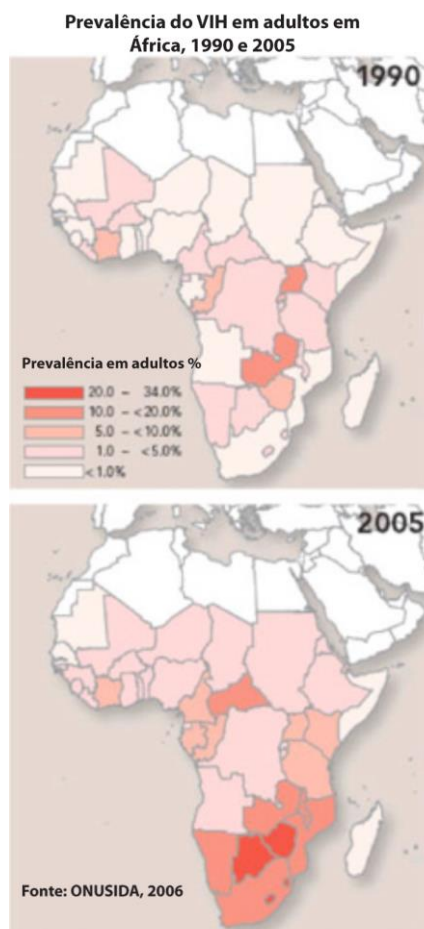 Prevalência do VIH em adultos em
África, 1990 e 2005
1990
Prevalência em adultos %
20.0 – 34.0%
10.0 – <20.0%
5.0 – <10.0%
1.0 – <5.0%
<1.0%
2005
Fonte: ONUSIDA, 2006